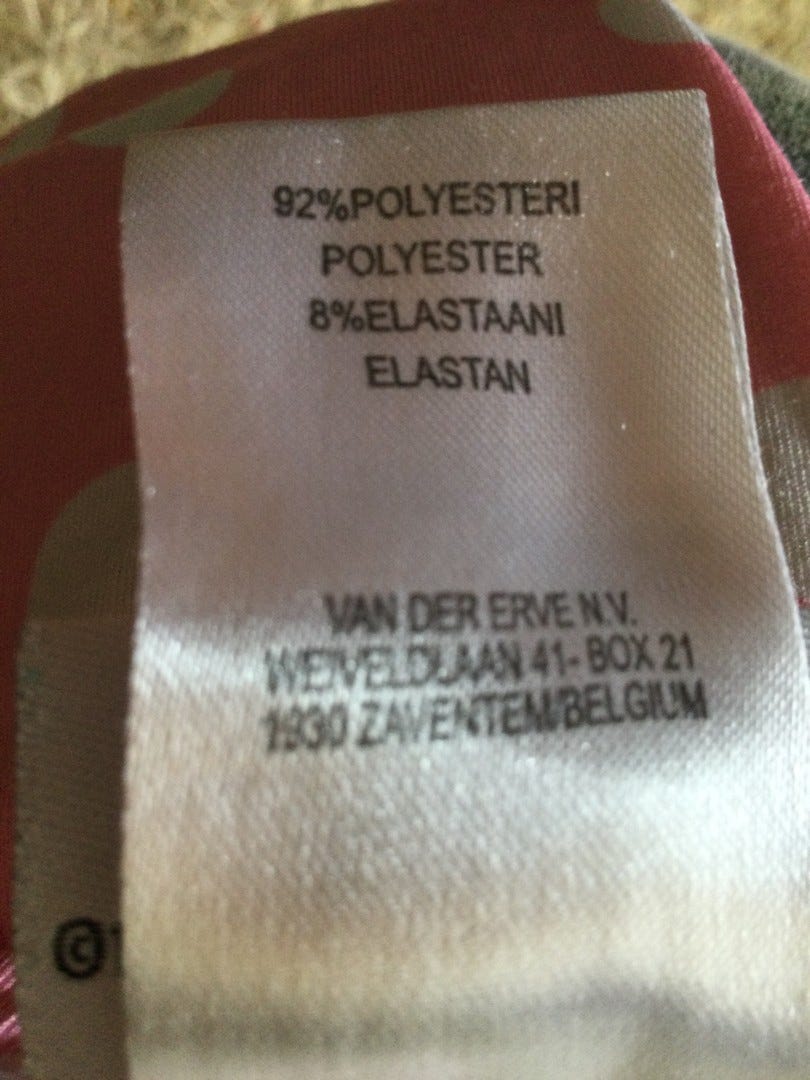 92%POLYESTERI
POLYESTER
8%ELASTAANI
ELASTAN
VAN DER ERVE N.V.
WEIVELDLAAN 41- BOX 21
1930 ZAVENTEM/BELGIUM
©